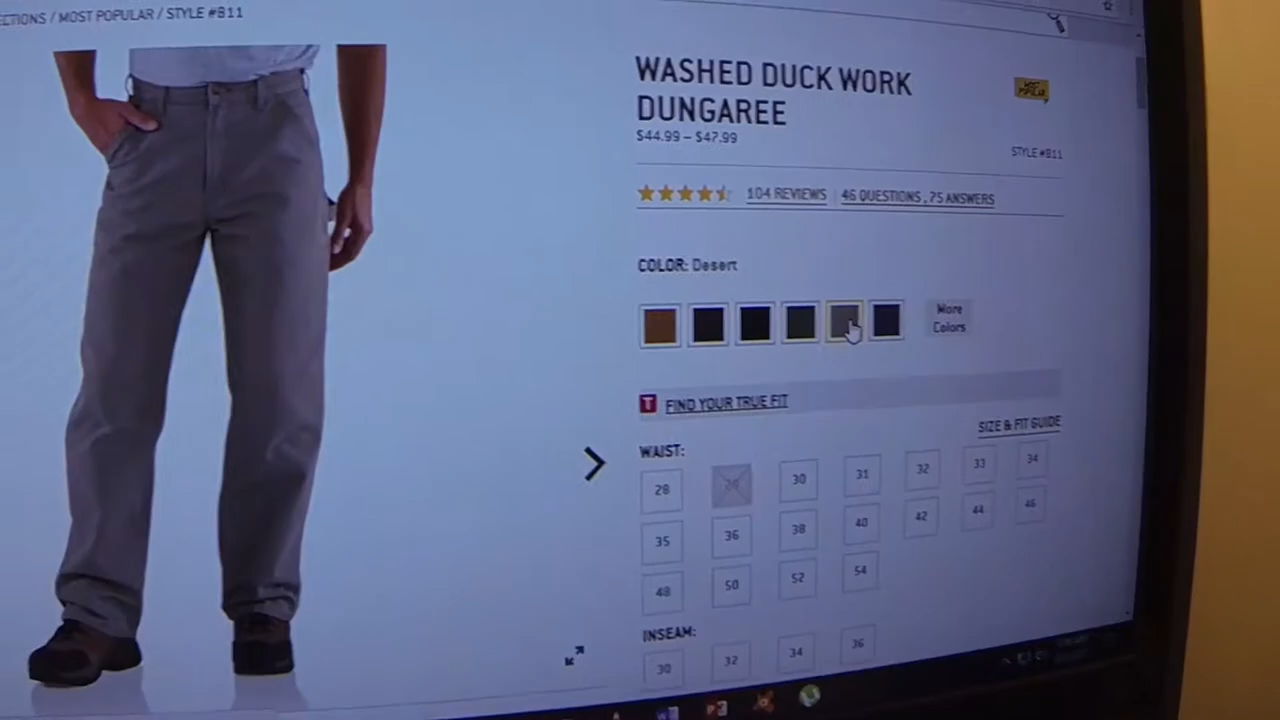 ECTIONS / MOST POPULAR / STYLE #B11
WASHED DUCK WORK
DUNGAREE
MOST
POPULAR
$44.99 – $47.99
STYLE #B11
104 REVIEWS | 46 QUESTIONS , 75 ANSWERS
COLOR: Desert
More
Colors
T FIND YOUR TRUE FIT
SIZE & FIT GUIDE
WAIST:
28 30 31 32 33 34
35 36 38 40 42 44 46
48 50 52 54
INSEAM:
30 32 34 36